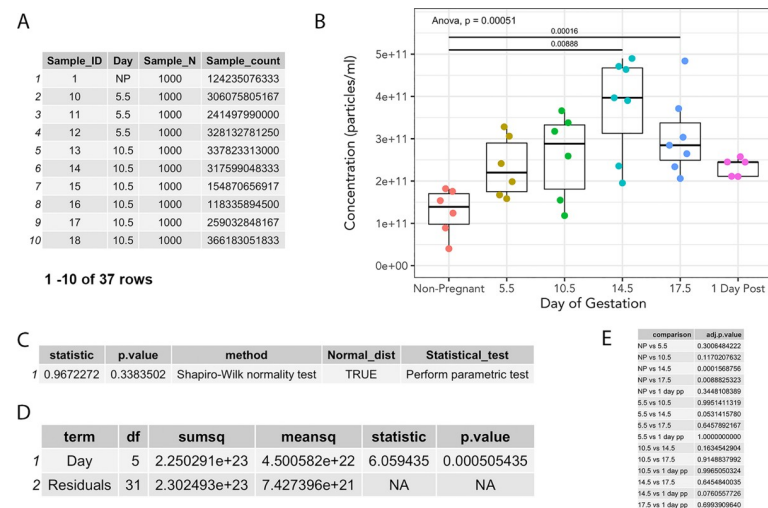 A
Sample_ID Day Sample_N Sample_count
1 1 NP 1000 124235076333
2 10 5.5 1000 306075805167
3 11 5.5 1000 241497990000
4 12 5.5 1000 328132781250
5 13 10.5 1000 337823313000
6 14 10.5 1000 317599048333
7 15 10.5 1000 154870656917
8 16 10.5 1000 118335894500
9 17 10.5 1000 259032848167
10 18 10.5 1000 366183051833
1 -10 of 37 rows
B
Anova, p = 0.00051
0.00016
0.00888
Concentration (particles/ml)
5e+11
4e+11
3e+11
2e+11
1e+11
0e+00
Non-Pregnant 5.5 10.5 14.5 17.5 1 Day Post
Day of Gestation
C
statistic p.value method Normal_dist Statistical_test
1 0.9672272 0.3383502 Shapiro-Wilk normality test TRUE Perform parametric test
D
term df sumsq meansq statistic p.value
1 Day 5 2.250291e+23 4.500582e+22 6.059435 0.000505435
2 Residuals 31 2.302493e+23 7.427396e+21 NA NA
E
comparison adj.p.value
NP vs 5.5 0.3006484222
NP vs 10.5 0.1170207632
NP vs 14.5 0.0001568756
NP vs 17.5 0.0088825323
NP vs 1 day pp 0.3448108389
5.5 vs 10.5 0.9951411319
5.5 vs 14.5 0.0531415780
5.5 vs 17.5 0.6457892167
5.5 vs 1 day pp 1.0000000000
10.5 vs 14.5 0.1634542904
10.5 vs 17.5 0.9148837992
10.5 vs 1 day pp 0.9965050324
14.5 vs 17.5 0.6454840035
14.5 vs 1 day pp 0.0760557726
17.5 vs 1 day pp 0.6993909640